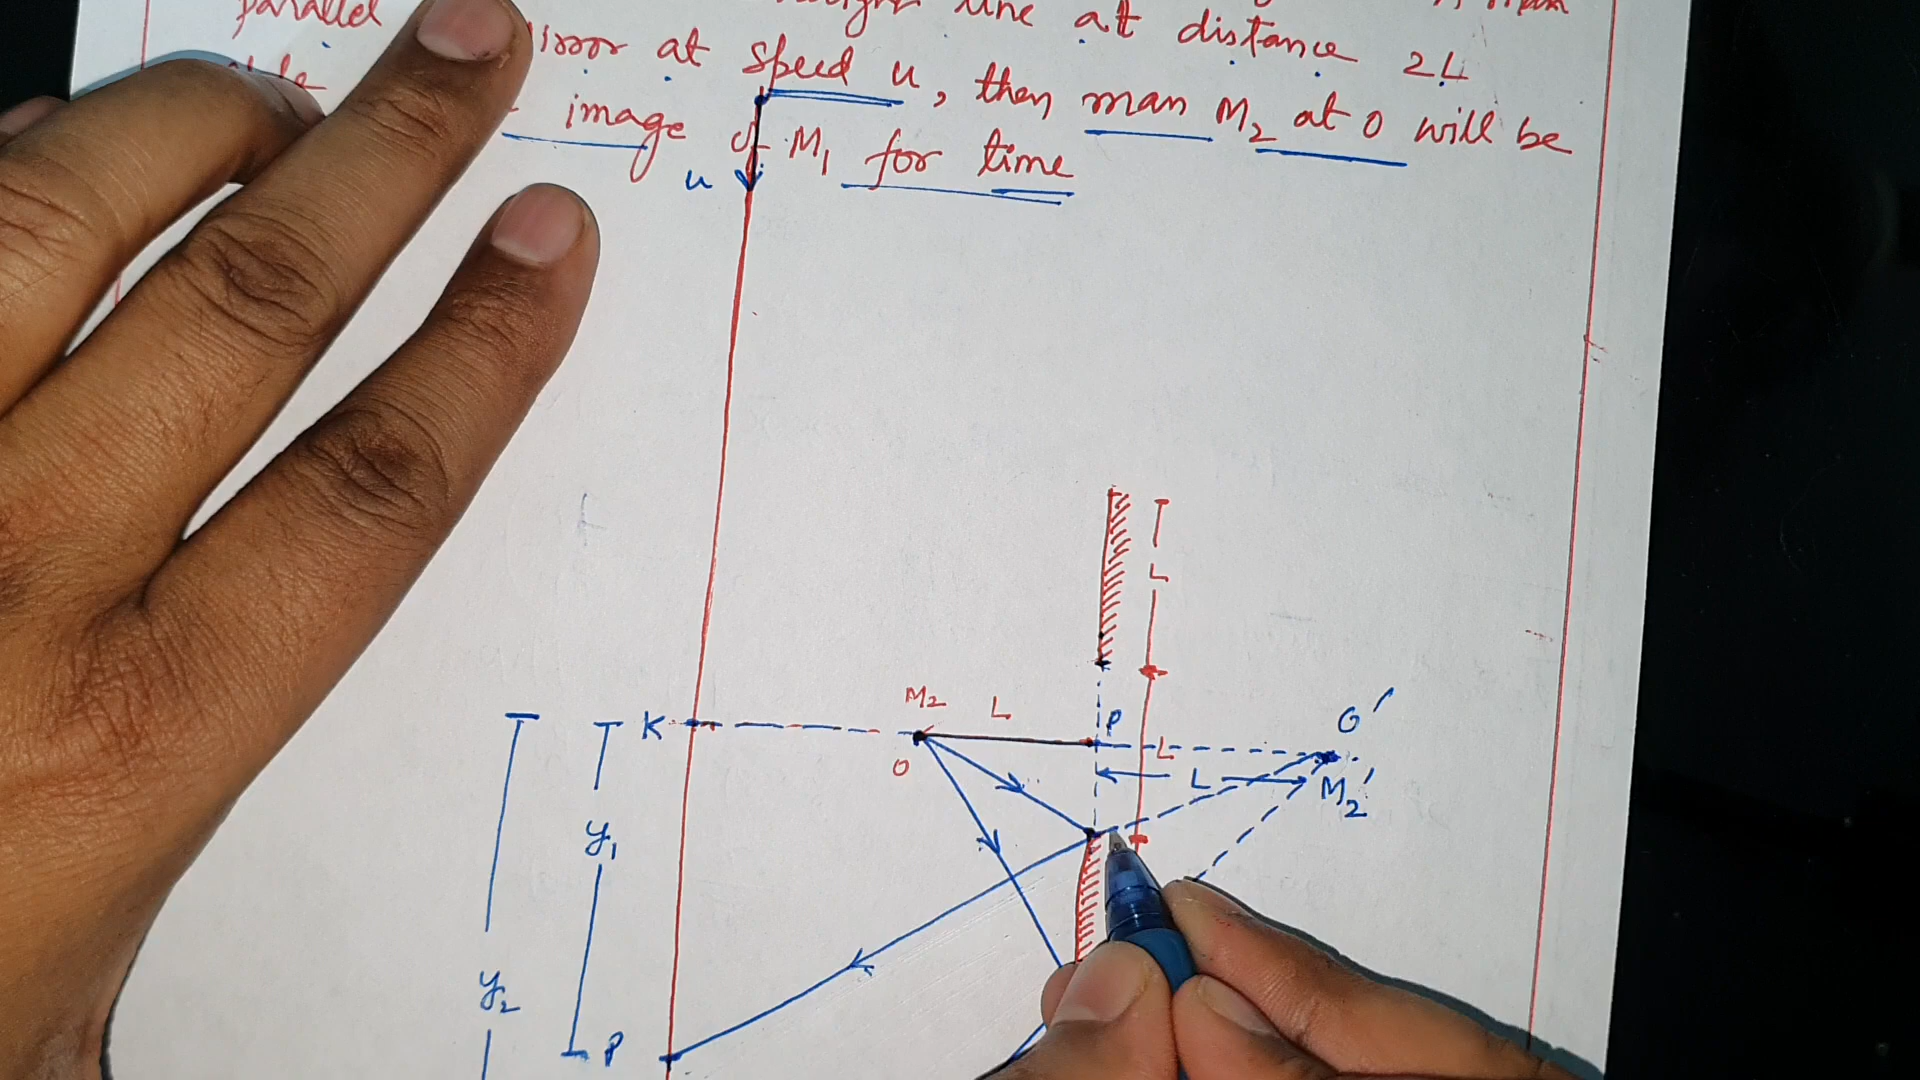 parallel line at distance 2L
at speed u, then man M₂ at O will be
image of M₁ for time
u
L
M₂ L P O′
K
O L
L M₂′
y₁
y₂
P